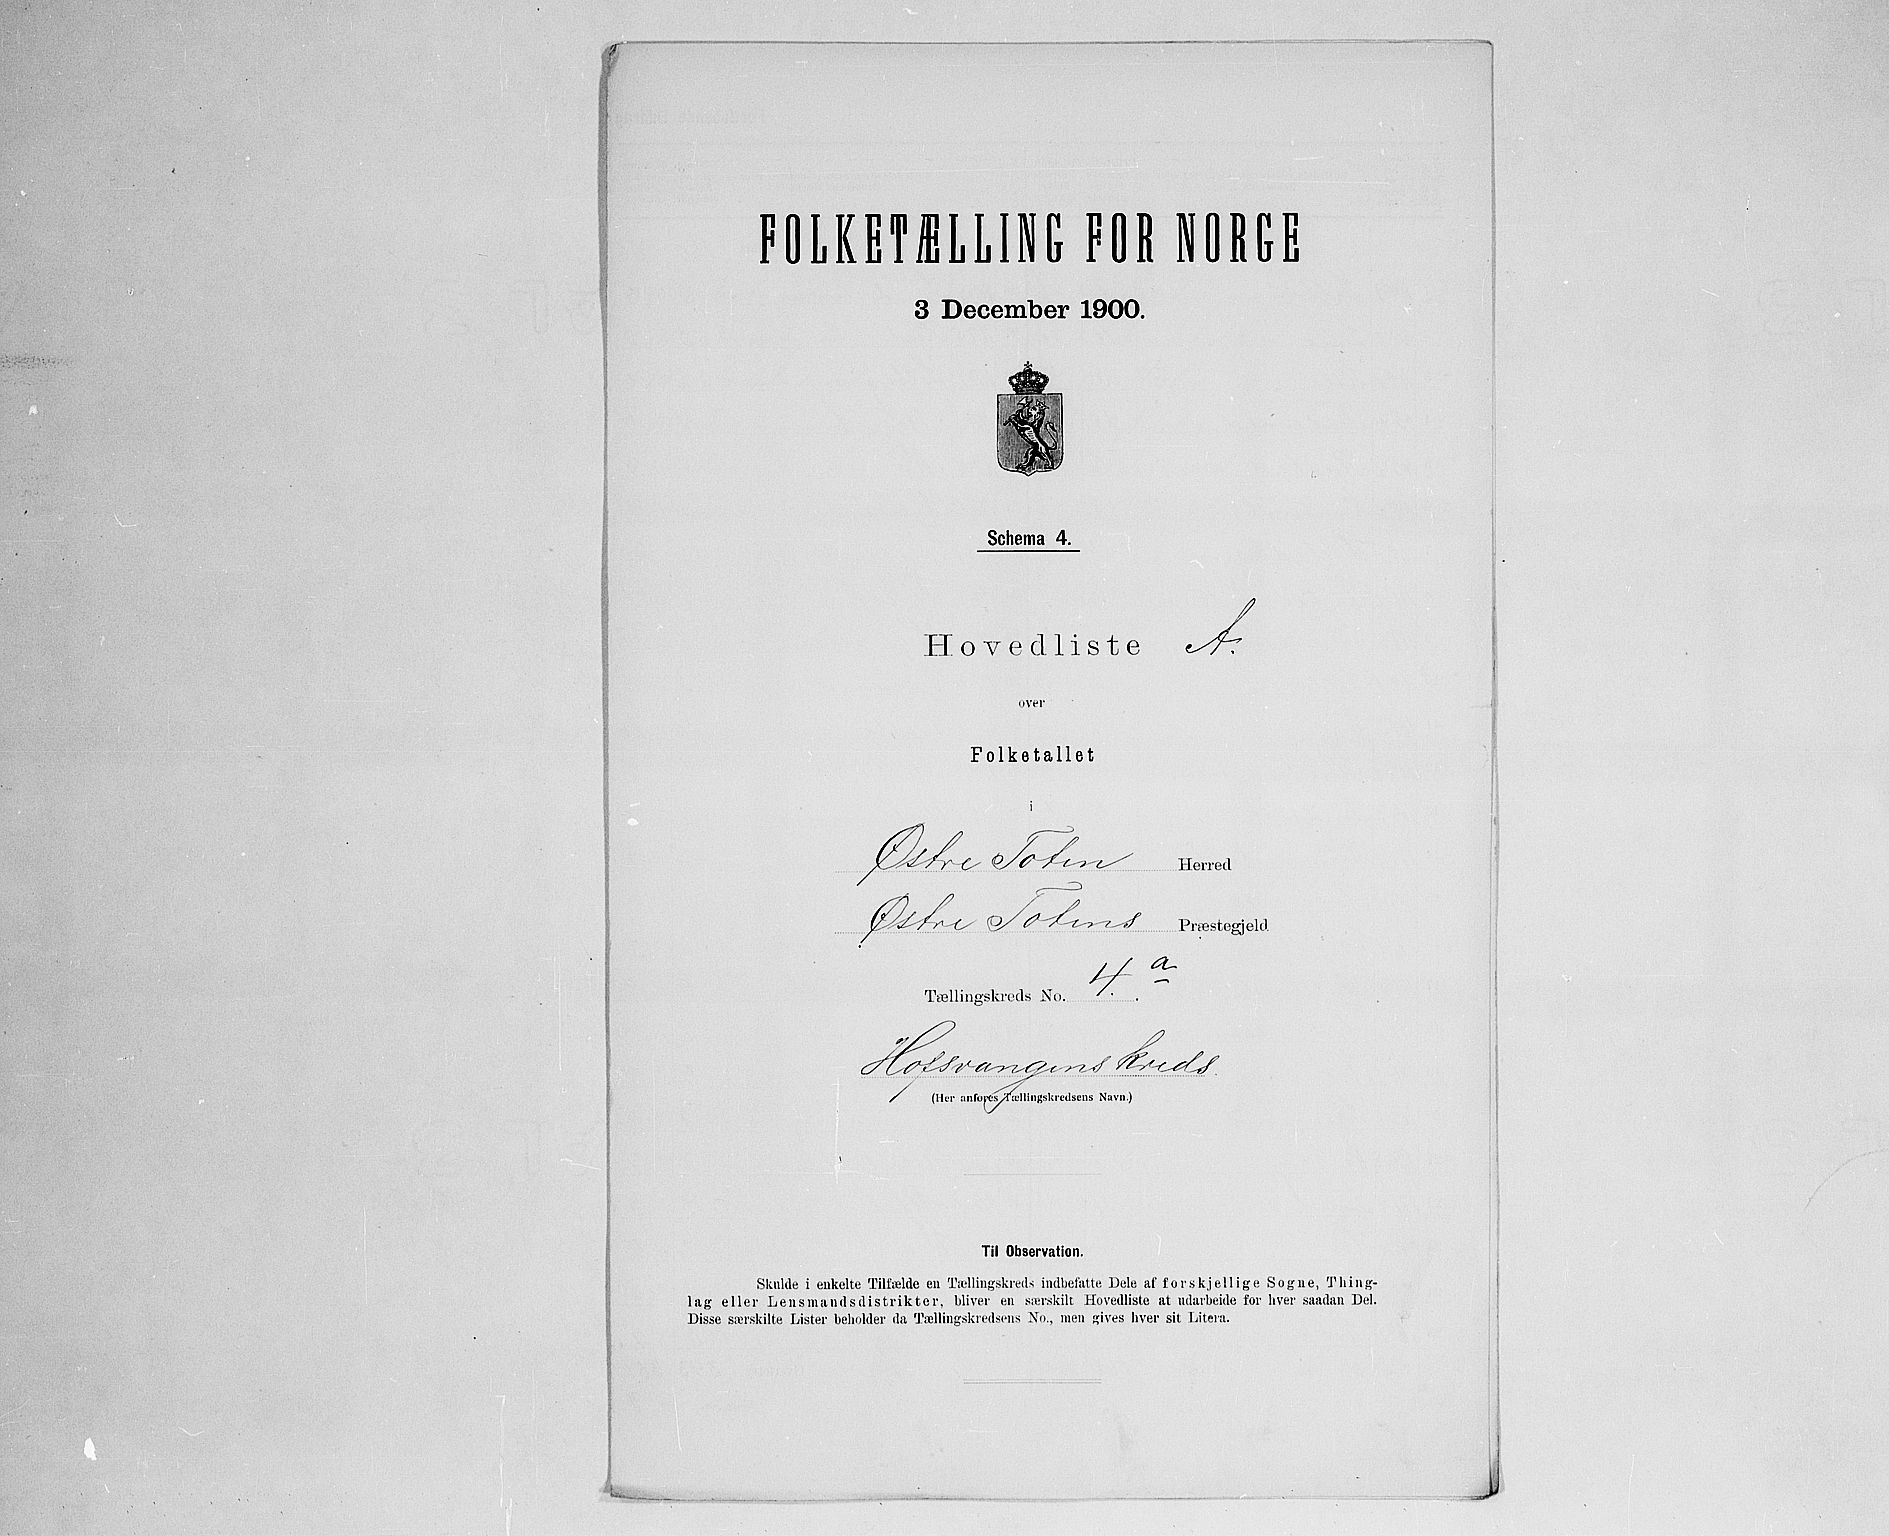 FOLKETÆLLING FOR NORGE
3 December 1900.
Schema 4.
Hovedliste A.
over
Folketallet
i
Østre Toten Herred
Østre Totens Præstegjeld
Tællingskreds No. 4. a
Hofsvangens kreds.
(Her anføres Tællingskredsens Navn.)
Til Observation.
Skulde i enkelte Tilfælde en Tællingskreds indbefatte Dele af forskjellige Sogne, Thing-
lag eller Lensmandsdistrikter, bliver en særskilt Hovedliste at udarbeide for hver saadan Del.
Disse særskilte Lister beholder da Tællingskredsens No., men gives hver sit Litera.